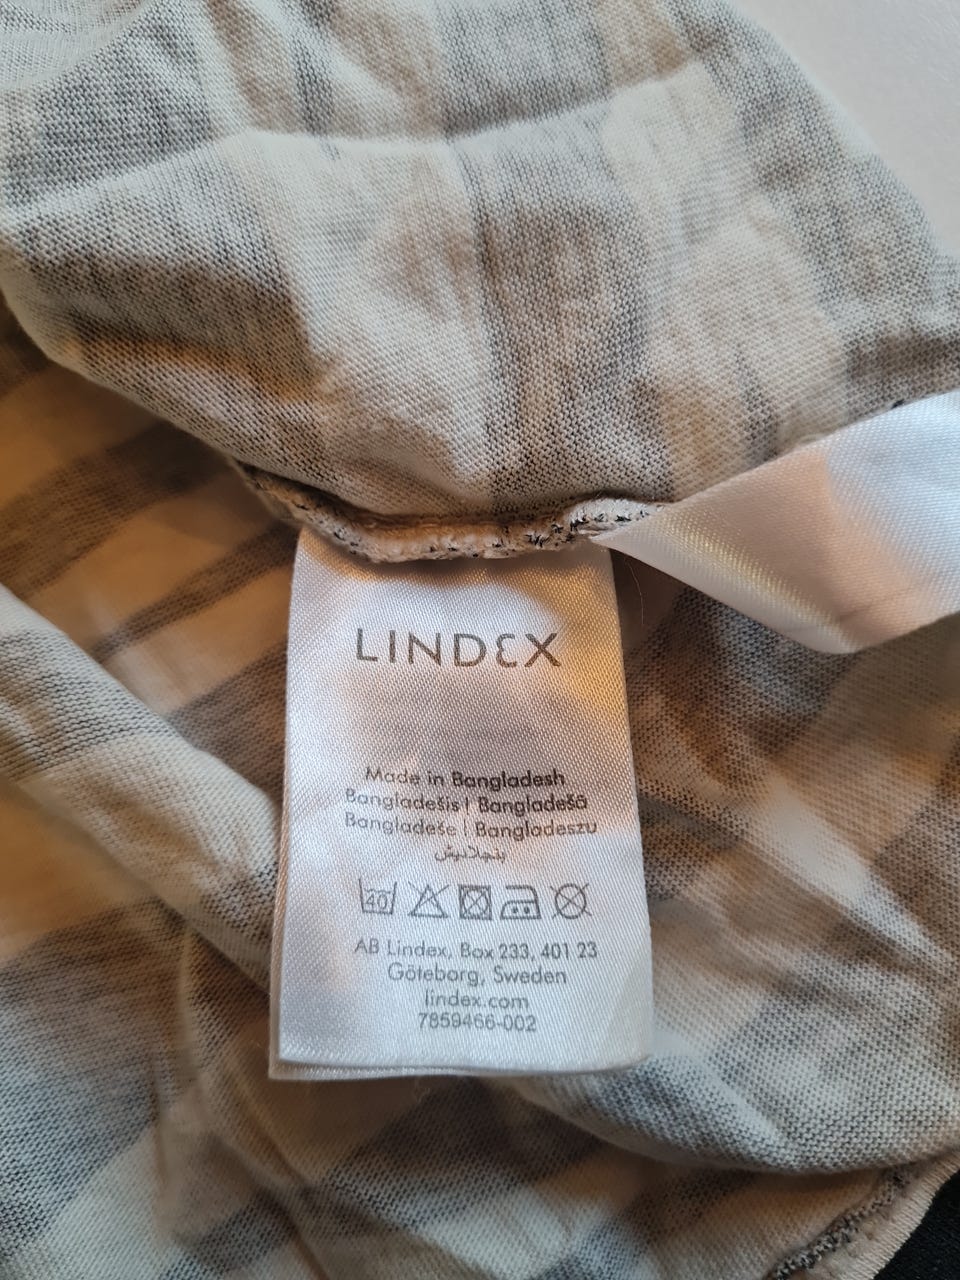 LINDEX
Made in Bangladesh
Bangladešis | Bangladešā
Bangladeše | Bangladeszu
بنجلاديش
40
AB Lindex, Box 233, 401 23
Göteborg, Sweden
lindex.com
7859466-002